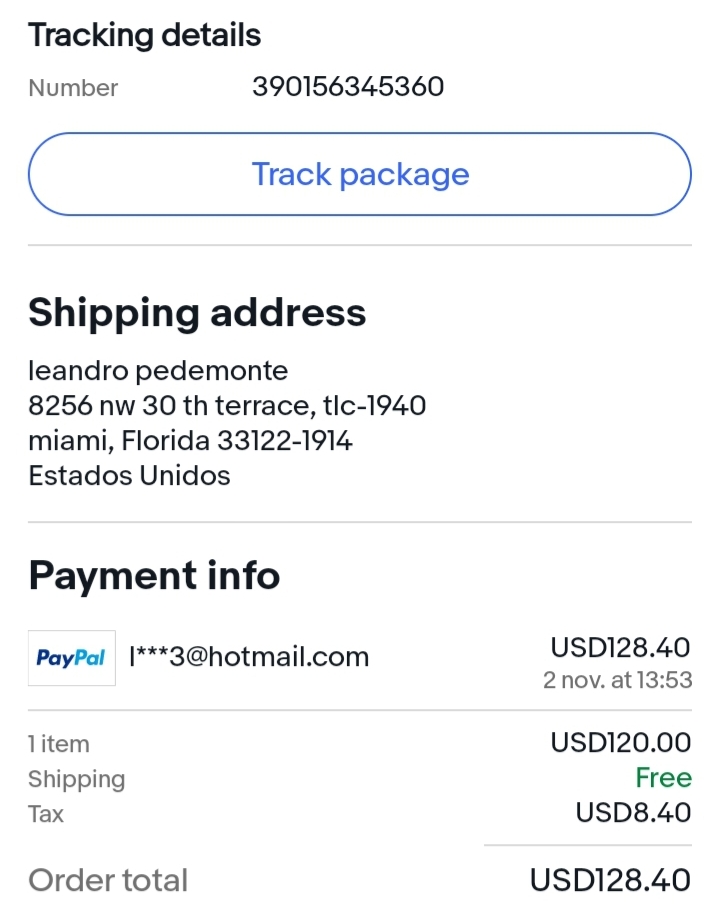 Tracking details
Number 390156345360
Track package
Shipping address
leandro pedemonte
8256 nw 30 th terrace, tlc-1940
miami, Florida 33122-1914
Estados Unidos
Payment info
PayPal l***3@hotmail.com USD128.40
2 nov. at 13:53
1 item USD120.00
Shipping Free
Tax USD8.40
Order total USD128.40